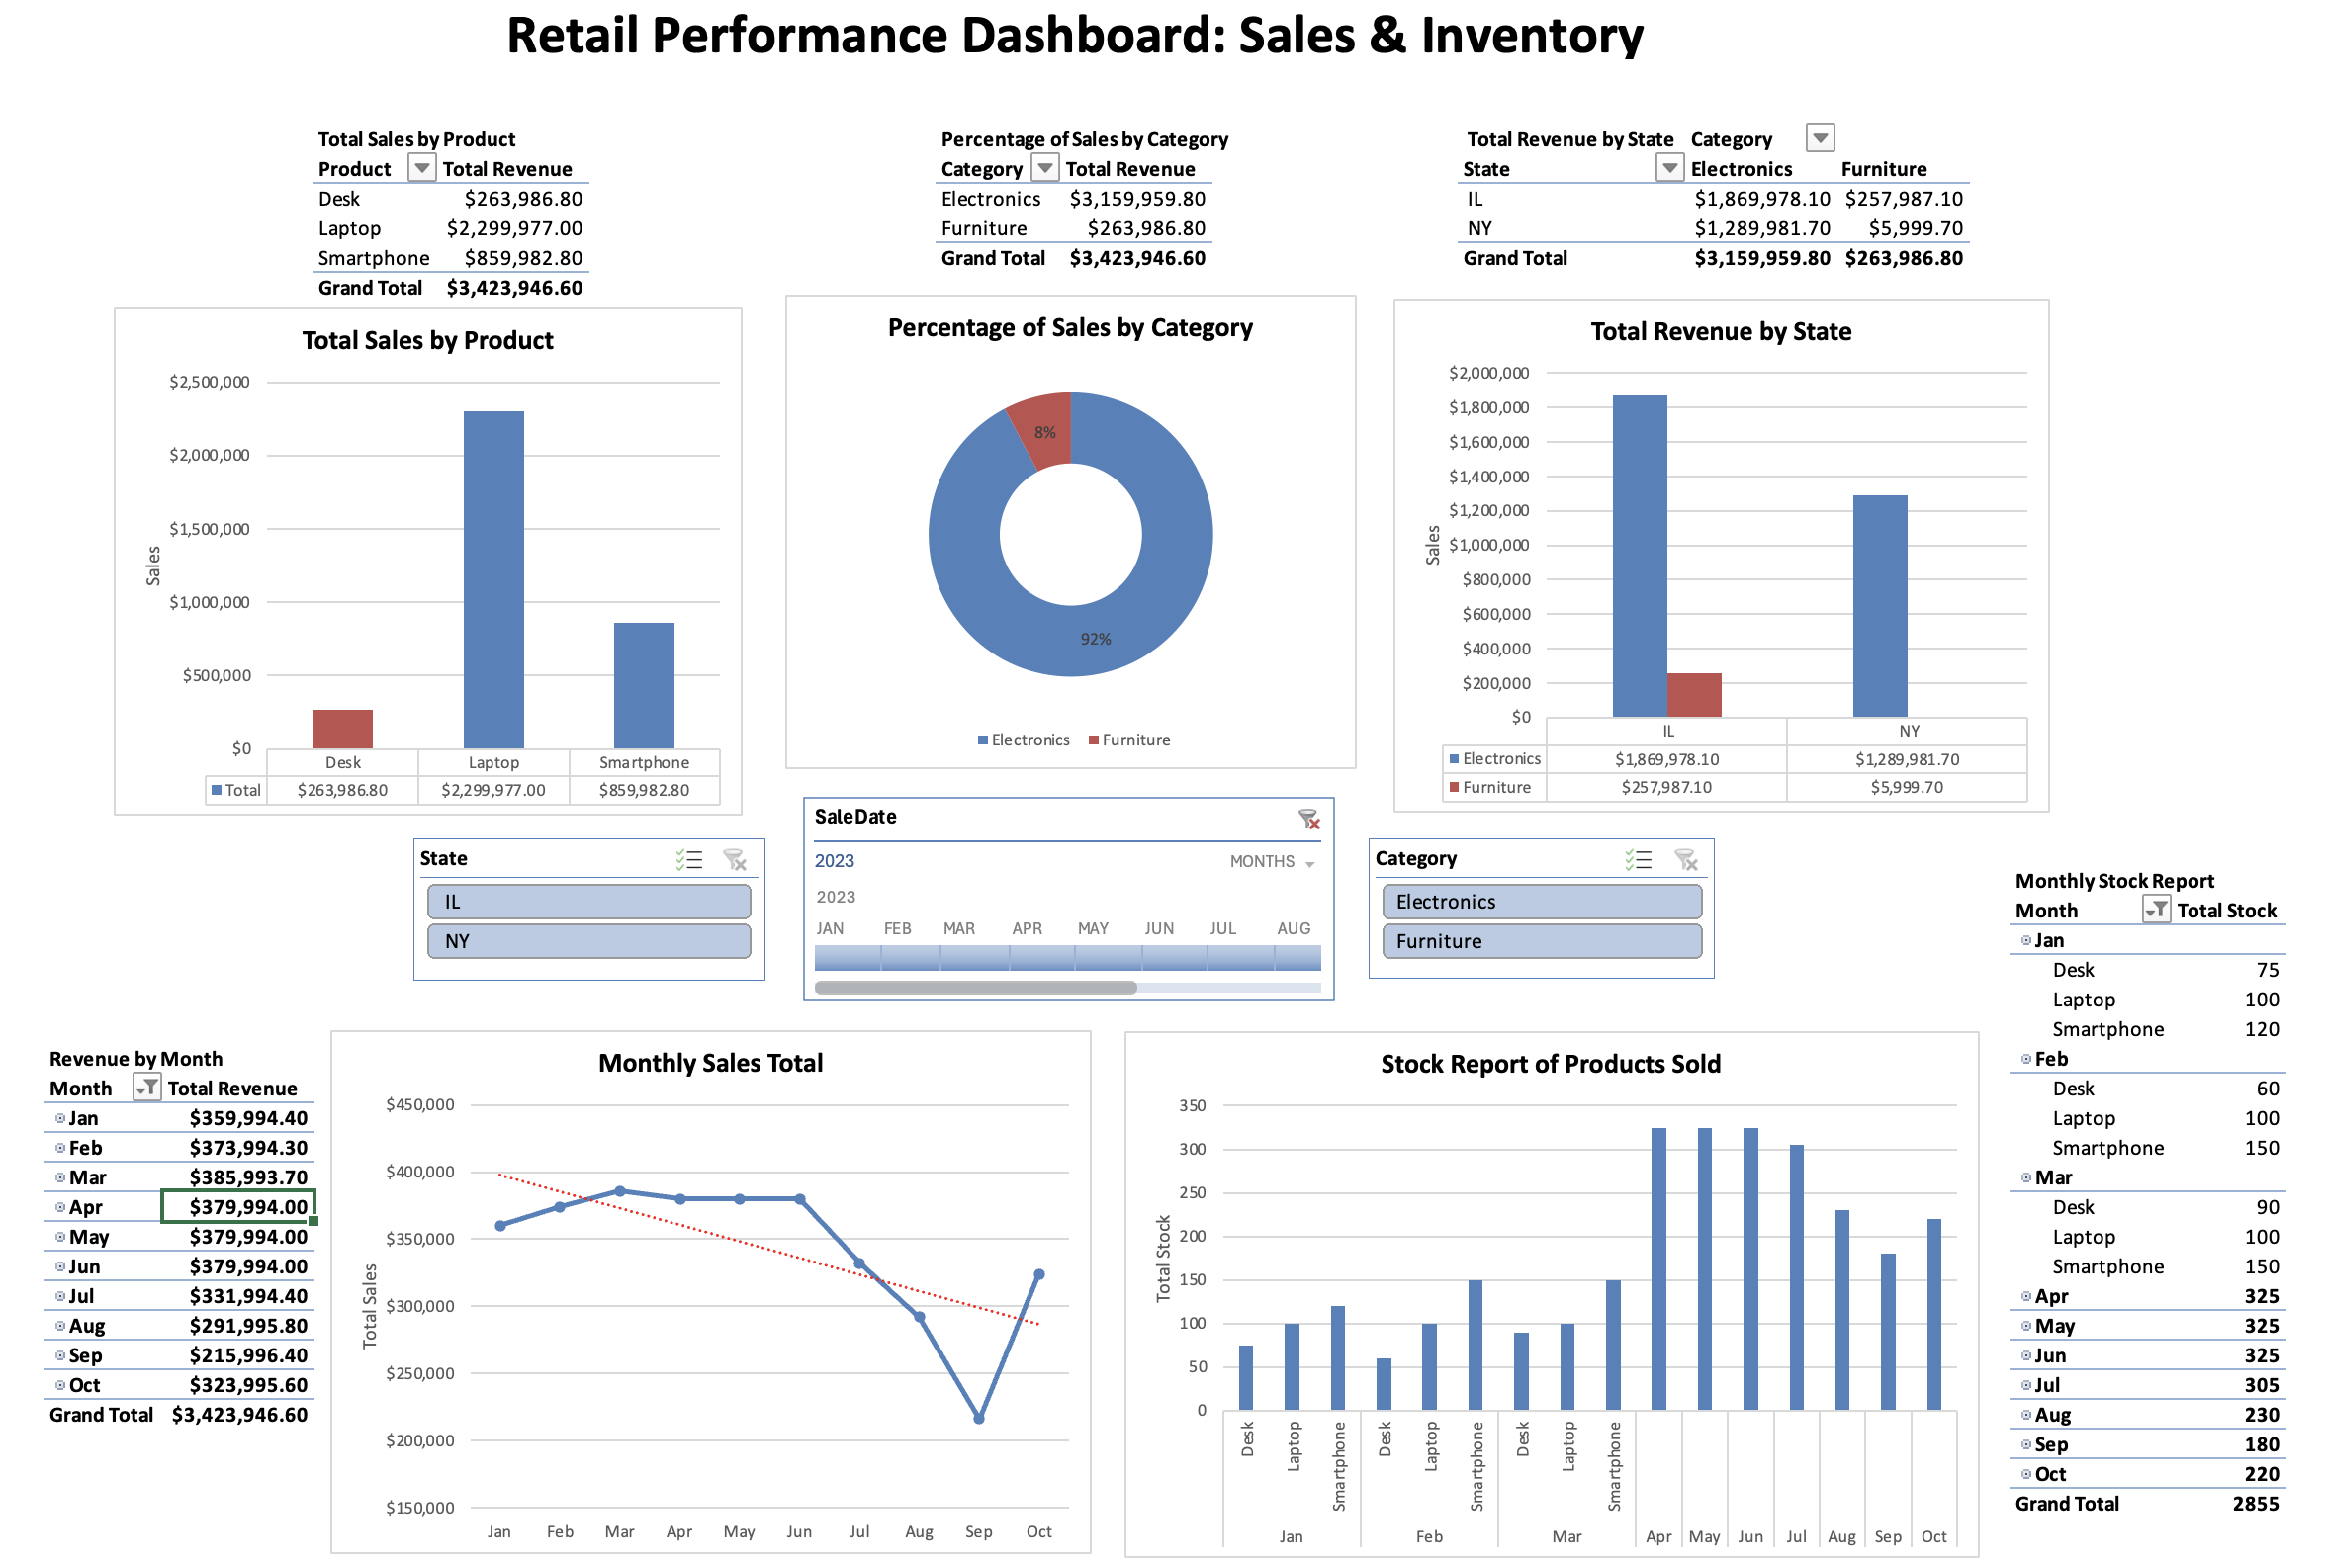 Retail Performance Dashboard: Sales & Inventory
Total Sales by Product
Product Total Revenue
Desk $263,986.80
Laptop $2,299,977.00
Smartphone $859,982.80
Grand Total $3,423,946.60
Percentage of Sales by Category
Category Total Revenue
Electronics $3,159,959.80
Furniture $263,986.80
Grand Total $3,423,946.60
Total Revenue by State Category
State Electronics Furniture
IL $1,869,978.10 $257,987.10
NY $1,289,981.70 $5,999.70
Grand Total $3,159,959.80 $263,986.80
Total Sales by Product
$2,500,000
$2,000,000
$1,500,000
$1,000,000
$500,000
$0
Sales
Desk Laptop Smartphone
Total $263,986.80 $2,299,977.00 $859,982.80
Percentage of Sales by Category
8%
92%
Electronics Furniture
Total Revenue by State
$2,000,000
$1,800,000
$1,600,000
$1,400,000
$1,200,000
$1,000,000
$800,000
$600,000
$400,000
$200,000
$0
Sales
IL NY
Electronics $1,869,978.10 $1,289,981.70
Furniture $257,987.10 $5,999.70
State
IL
NY
SaleDate
2023 MONTHS
2023
JAN FEB MAR APR MAY JUN JUL AUG
Category
Electronics
Furniture
Revenue by Month
Month Total Revenue
Jan $359,994.40
Feb $373,994.30
Mar $385,993.70
Apr $379,994.00
May $379,994.00
Jun $379,994.00
Jul $331,994.40
Aug $291,995.80
Sep $215,996.40
Oct $323,995.60
Grand Total $3,423,946.60
Monthly Sales Total
$450,000
$400,000
$350,000
$300,000
$250,000
$200,000
$150,000
Total Sales
Jan Feb Mar Apr May Jun Jul Aug Sep Oct
Stock Report of Products Sold
350
300
250
200
150
100
50
0
Total Stock
Desk Laptop Smartphone Desk Laptop Smartphone Desk Laptop Smartphone
Jan Feb Mar Apr May Jun Jul Aug Sep Oct
Monthly Stock Report
Month Total Stock
Jan
Desk 75
Laptop 100
Smartphone 120
Feb
Desk 60
Laptop 100
Smartphone 150
Mar
Desk 90
Laptop 100
Smartphone 150
Apr 325
May 325
Jun 325
Jul 305
Aug 230
Sep 180
Oct 220
Grand Total 2855